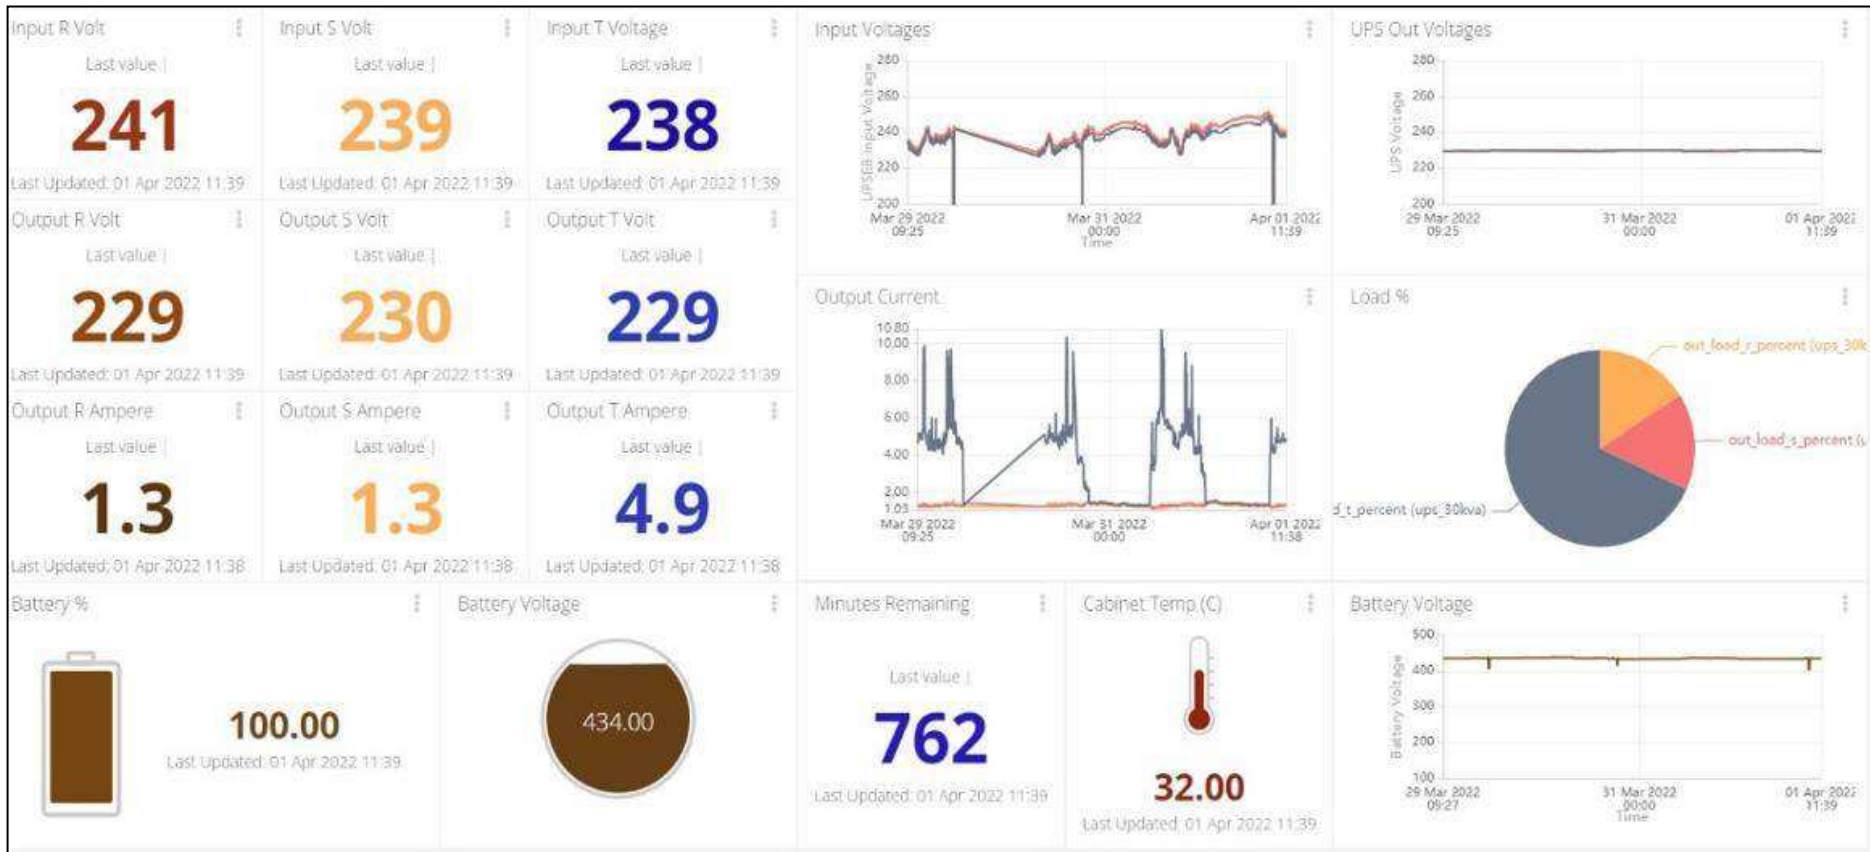 Input R Volt
Last value |
241
Last Updated: 01 Apr 2022 11:39
Input S Volt
Last value |
239
Last Updated: 01 Apr 2022 11:39
Input T Voltage
Last value |
238
Last Updated: 01 Apr 2022 11:39
Output R Volt
Last value |
229
Last Updated: 01 Apr 2022 11:39
Output S Volt
Last value |
230
Last Updated: 01 Apr 2022 11:39
Output T Volt
Last value |
229
Last Updated: 01 Apr 2022 11:39
Output R Ampere
Last value |
1.3
Last Updated: 01 Apr 2022 11:38
Output S Ampere
Last value |
1.3
Last Updated: 01 Apr 2022 11:38
Output T Ampere
Last value |
4.9
Last Updated: 01 Apr 2022 11:38
Input Voltages
UPSEB Input Voltage
280
260
240
220
200
Mar 29 2022
09:25
Mar 31 2022
00:00
Apr 01 2022
11:39
Time
UPS Out Voltages
UPS Voltage
280
260
240
220
200
29 Mar 2022
09:25
31 Mar 2022
00:00
01 Apr 2022
11:39
Output Current
10.80
10.00
8.00
6.00
4.00
2.00
1.03
Mar 29 2022
09:25
Mar 31 2022
00:00
Apr 01 2022
11:38
Load %
out_load_r_percent (ups_30k
out_load_s_percent (u
d_t_percent (ups_30kva)
Battery %
100.00
Last Updated: 01 Apr 2022 11:39
Battery Voltage
434.00
Minutes Remaining
Last value |
762
Last Updated: 01 Apr 2022 11:39
Cabinet Temp (C)
32.00
Last Updated: 01 Apr 2022 11:39
Battery Voltage
Battery Voltage
500
400
300
200
100
29 Mar 2022
09:27
31 Mar 2022
00:00
01 Apr 2022
11:39
Time